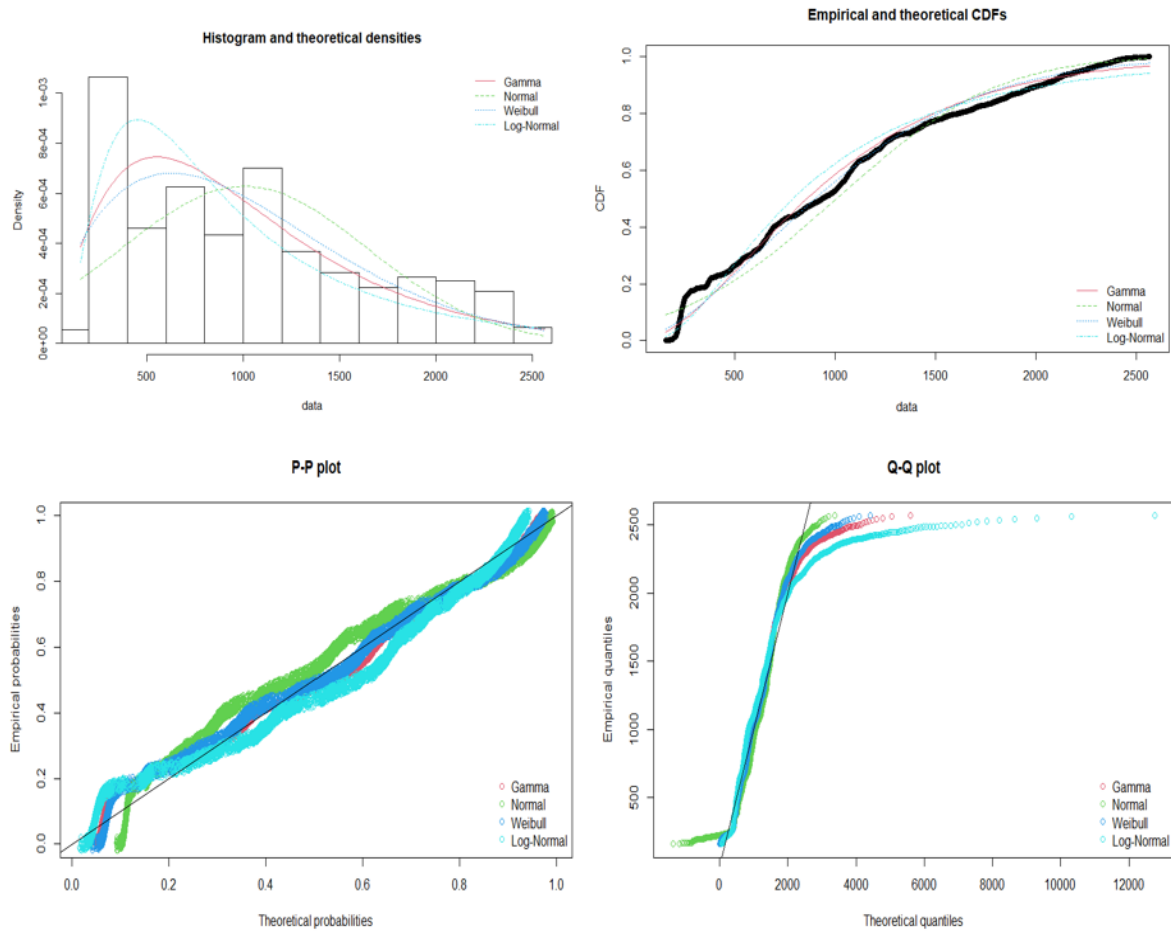 Histogram and theoretical densities
Density
0e+00 2e-04 4e-04 6e-04 8e-04 1e-03
Gamma
Normal
Weibull
Log-Normal
500 1000 1500 2000 2500
data
Empirical and theoretical CDFs
CDF
0.0 0.2 0.4 0.6 0.8 1.0
Gamma
Normal
Weibull
Log-Normal
500 1000 1500 2000 2500
data
P-P plot
Empirical probabilities
0.0 0.2 0.4 0.6 0.8 1.0
Gamma
Normal
Weibull
Log-Normal
0.0 0.2 0.4 0.6 0.8 1.0
Theoretical probabilities
Q-Q plot
Empirical quantiles
500 1000 1500 2000 2500
Gamma
Normal
Weibull
Log-Normal
0 2000 4000 6000 8000 10000 12000
Theoretical quantiles